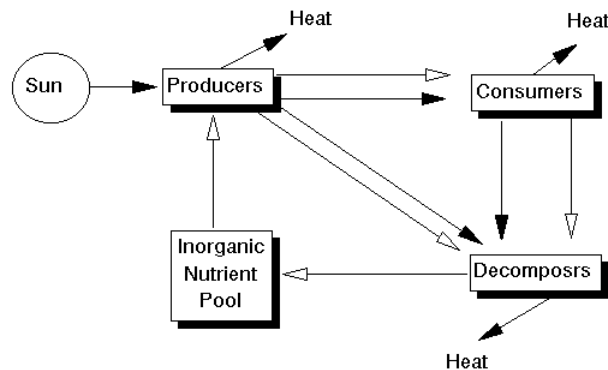 Heat
Heat
Sun
Producers
Consumers
Inorganic
Nutrient
Pool
Decomposrs
Heat